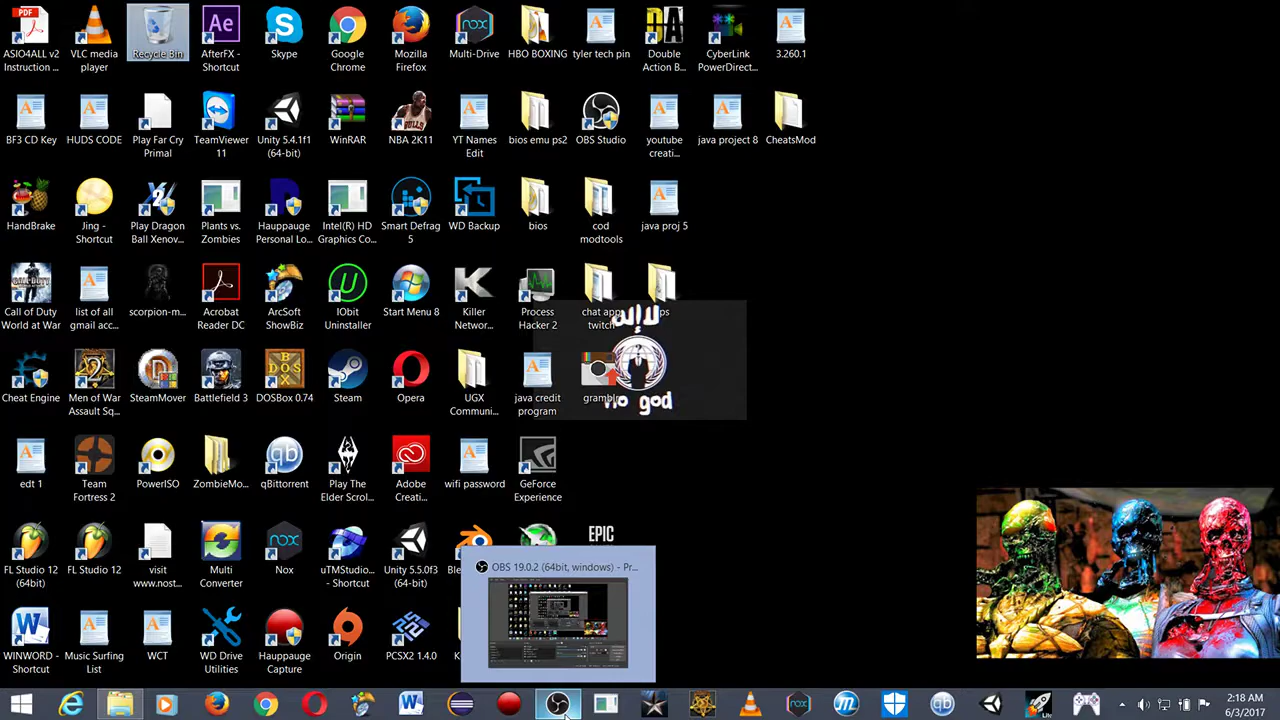 ASIO4ALL v2
Instruction ...
VLC media
player
Recycle Bin
AfterFX -
Shortcut
Skype
Google
Chrome
Mozilla
Firefox
Multi-Drive
HBO BOXING
tyler tech pin
Double
Action B...
CyberLink
PowerDirect...
3.260.1
BF3 CD Key
HUDS CODE
Play Far Cry
Primal
TeamViewer
11
Unity 5.4.1f1
(64-bit)
WinRAR
NBA 2K11
YT Names
Edit
bios emu ps2
OBS Studio
youtube
creati...
java project 8
CheatsMod
HandBrake
Jing -
Shortcut
Play Dragon
Ball Xenov...
Plants vs.
Zombies
Hauppauge
Personal Lo...
Intel(R) HD
Graphics Co...
Smart Defrag
5
WD Backup
bios
cod
modtools
java proj 5
Call of Duty
World at War
list of all
gmail acc...
scorpion-m...
Acrobat
Reader DC
ArcSoft
ShowBiz
IObit
Uninstaller
Start Menu 8
Killer
Networ...
Process
Hacker 2
chat app
twitch
لا إله
no god
Cheat Engine
Men of War
Assault Sq...
SteamMover
Battlefield 3
DOSBox 0.74
Steam
Opera
UGX
Communi...
java credit
program
gramblr
edt 1
Team
Fortress 2
PowerISO
ZombieMo...
qBittorrent
Play The
Elder Scrol...
Adobe
Creati...
wifi password
GeForce
Experience
FL Studio 12
(64bit)
FL Studio 12
visit
www.nost...
Multi
Converter
Nox
uTMStudio...
- Shortcut
Unity 5.5.0f3
(64-bit)
EPIC
OBS 19.0.2 (64bit, windows) - Pr...
WINWORD -
Shortcut
Music Surfing
List
WCT
WD Drive
Utilities
Hauppauge
Capture
Origin
PCSX2 1.4.0
2:18 AM
6/23/2017